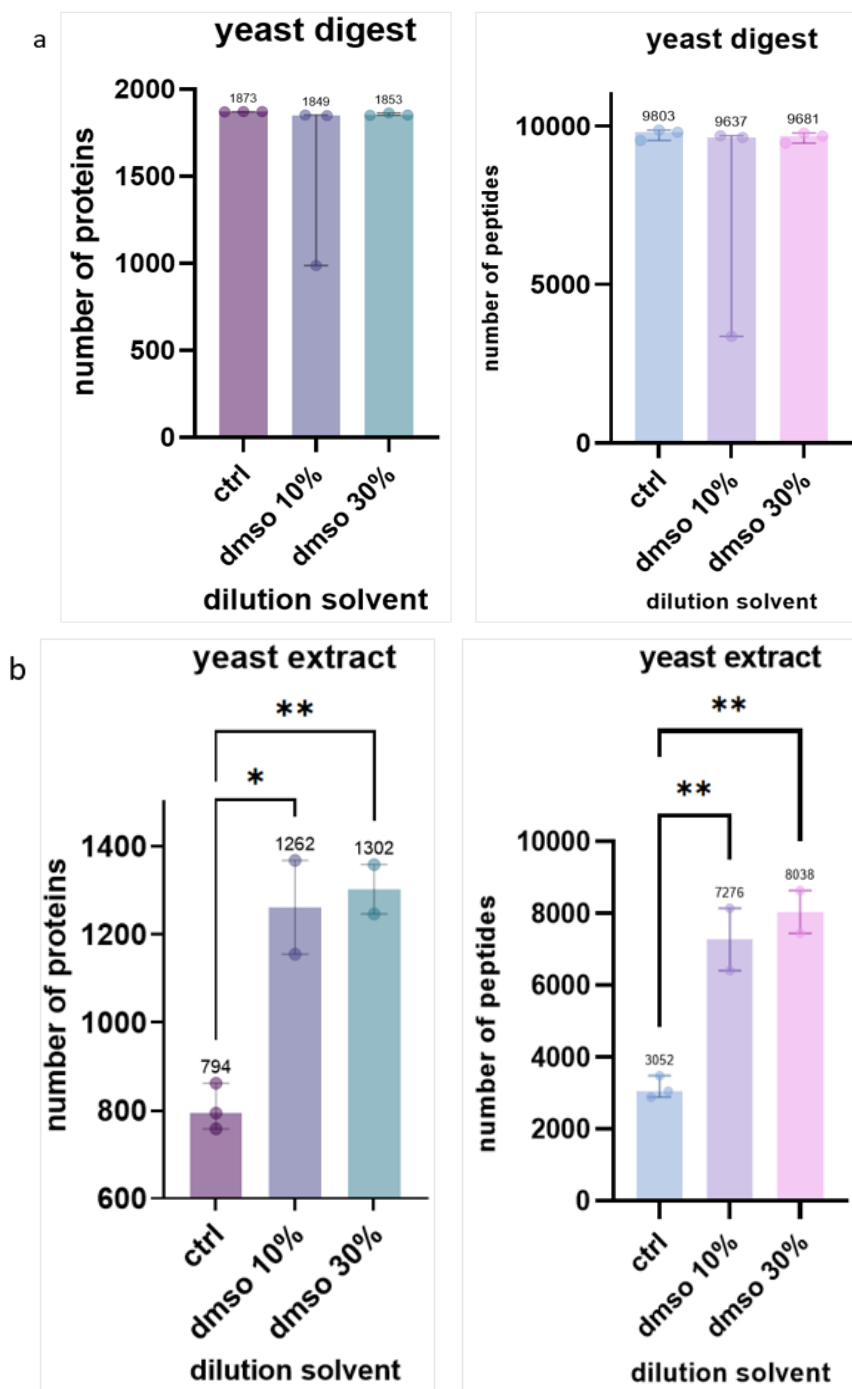 a
yeast digest
2000
1500
1000
500
0
number of proteins
1873
1849
1853
ctrl
dmso 10%
dmso 30%
dilution solvent
yeast digest
10000
5000
0
number of peptides
9803
9637
9681
ctrl
dmso 10%
dmso 30%
dilution solvent
b
yeast extract
**
*
1400
1200
1000
800
600
number of proteins
794
1262
1302
ctrl
dmso 10%
dmso 30%
dilution solvent
yeast extract
**
**
10000
8000
6000
4000
2000
0
number of peptides
3052
7276
8038
ctrl
dmso 10%
dmso 30%
dilution solvent